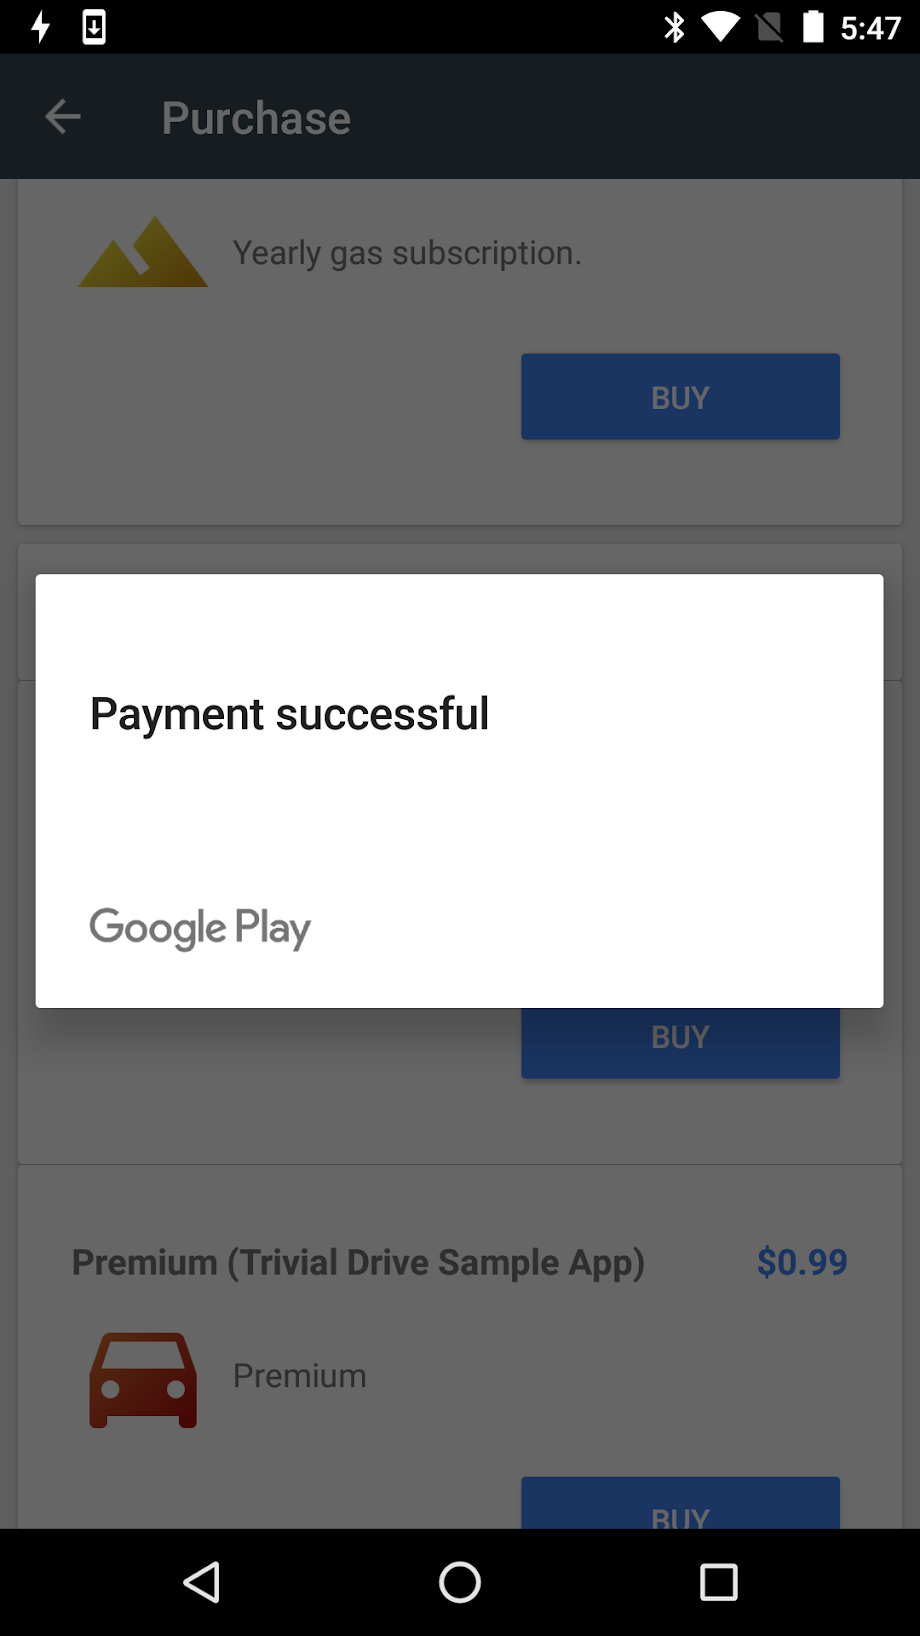 5:47
Purchase
Yearly gas subscription.
BUY
Payment successful
Google Play
BUY
Premium (Trivial Drive Sample App) $0.99
Premium
BUY